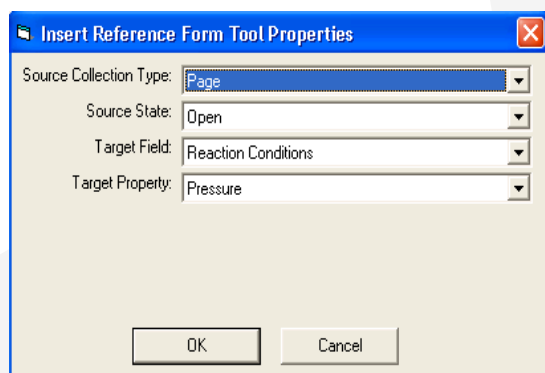 Insert Reference Form Tool Properties
Source Collection Type: Page
Source State: Open
Target Field: Reaction Conditions
Target Property: Pressure
OK Cancel